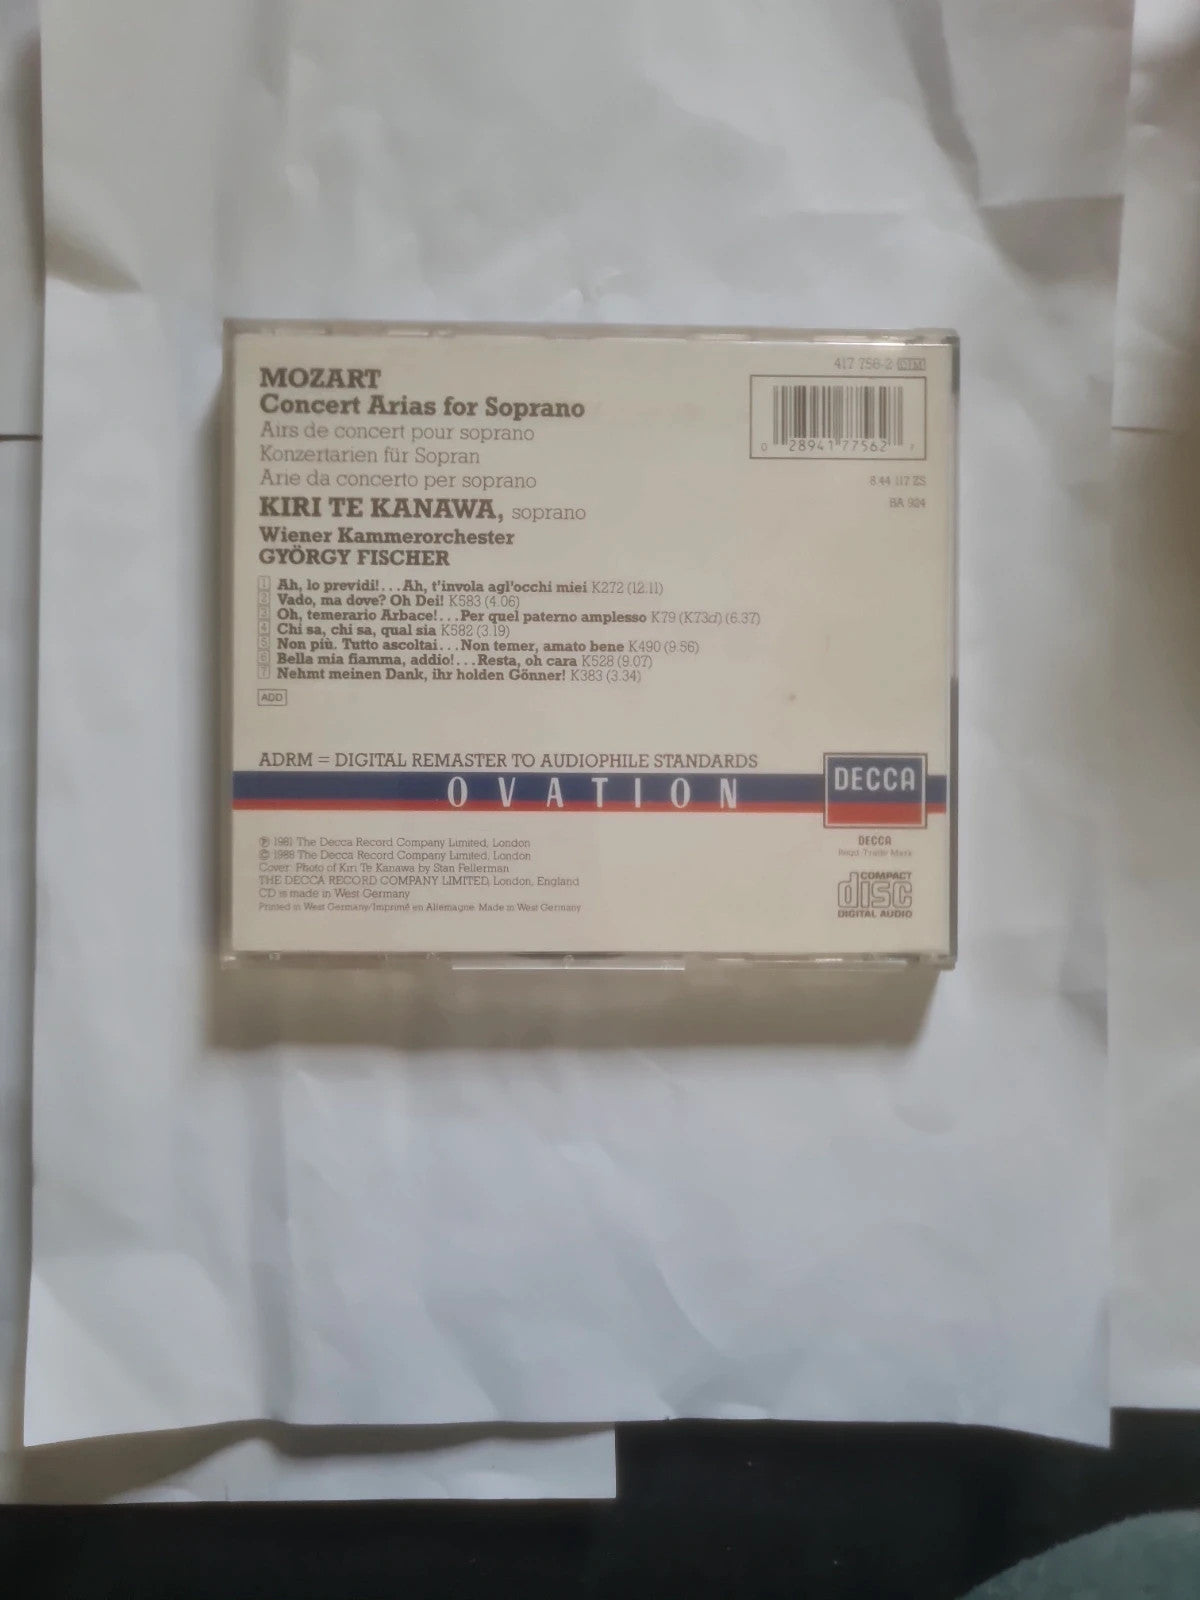 MOZART
Concert Arias for Soprano
Airs de concert pour soprano
Konzertarien für Sopran
Arie da concerto per soprano
KIRI TE KANAWA, soprano
Wiener Kammerorchester
GYÖRGY FISCHER
1 Ah, lo previdi!...Ah, t'invola agl'occhi miei K272 (12.11)
2 Vado, ma dove? Oh Dei! K583 (4.06)
3 Oh, temerario Arbace!...Per quel paterno amplesso K79 (K73d) (6.37)
4 Chi sa, chi sa, qual sia K582 (3.19)
5 Non più. Tutto ascoltai...Non temer, amato bene K490 (9.56)
6 Bella mia fiamma, addio!...Resta, oh cara K528 (9.07)
7 Nehmt meinen Dank, ihr holden Gönner! K383 (3.34)
ADD
417 756-2 DM
0 28941 77562
8.44 117 ZS
BA 924
ADRM = DIGITAL REMASTER TO AUDIOPHILE STANDARDS
OVATION
DECCA
℗ 1981 The Decca Record Company Limited, London
© 1988 The Decca Record Company Limited, London
Cover: Photo of Kiri Te Kanawa by Stan Fellerman
THE DECCA RECORD COMPANY LIMITED, London, England
CD is made in West Germany
Printed in West Germany/Imprimé en Allemagne. Made in West Germany
DECCA
Regd. Trade Mark
COMPACT
disc
DIGITAL AUDIO